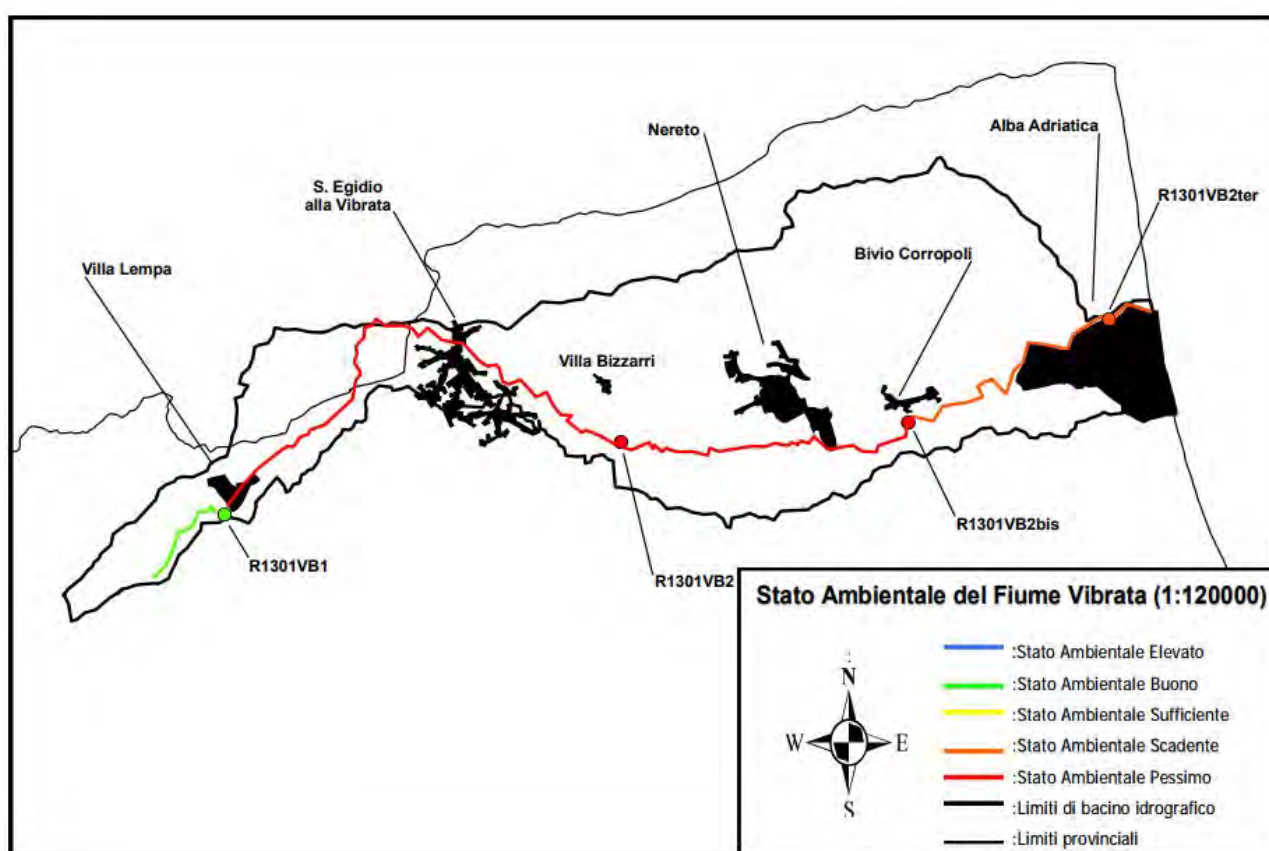 Alba Adriatica
Nereto
R1301VB2ter
S. Egidio
alla Vibrata
Bivio Corropoli
Villa Lempa
Villa Bizzarri
R1301VB2bis
R1301VB1
R1301VB2
Stato Ambientale del Fiume Vibrata (1:120000)
:Stato Ambientale Elevato
:Stato Ambientale Buono
:Stato Ambientale Sufficiente
:Stato Ambientale Scadente
:Stato Ambientale Pessimo
:Limiti di bacino idrografico
:Limiti provinciali
:
N
W E
S